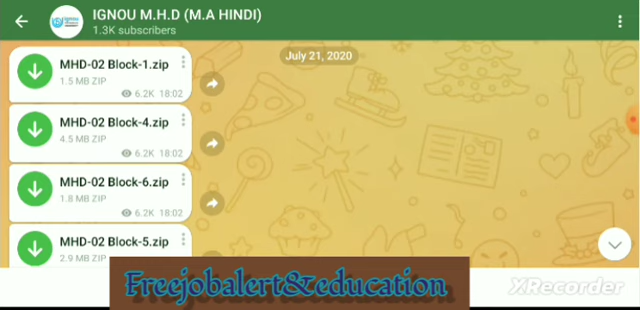 IGNOU M.H.D (M.A HINDI)
1.3K subscribers
July 21, 2020
MHD-02 Block-1.zip
1.5 MB ZIP
6.2K 18:02
MHD-02 Block-4.zip
4.5 MB ZIP
6.2K 18:02
MHD-02 Block-6.zip
1.8 MB ZIP
6.2K 18:02
MHD-02 Block-5.zip
2.9 MB ZIP
Freejobalert&education
XRecorder